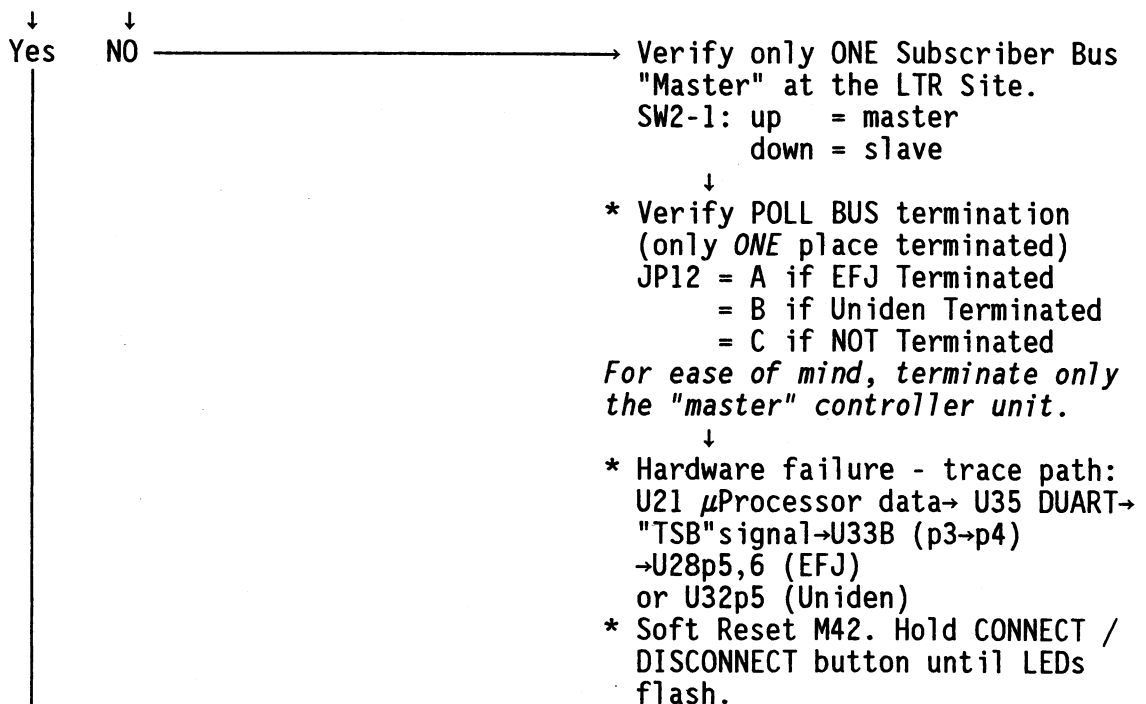 ↓ ↓
Yes NO → Verify only ONE Subscriber Bus
"Master" at the LTR Site.
SW2-1: up = master
down = slave
↓
* Verify POLL BUS termination
(only ONE place terminated)
JP12 = A if EFJ Terminated
= B if Uniden Terminated
= C if NOT Terminated
For ease of mind, terminate only
the "master" controller unit.
↓
* Hardware failure - trace path:
U21 µProcessor data→ U35 DUART→
"TSB"signal→U33B (p3→p4)
→U28p5,6 (EFJ)
or U32p5 (Uniden)
* Soft Reset M42. Hold CONNECT /
DISCONNECT button until LEDs
flash.